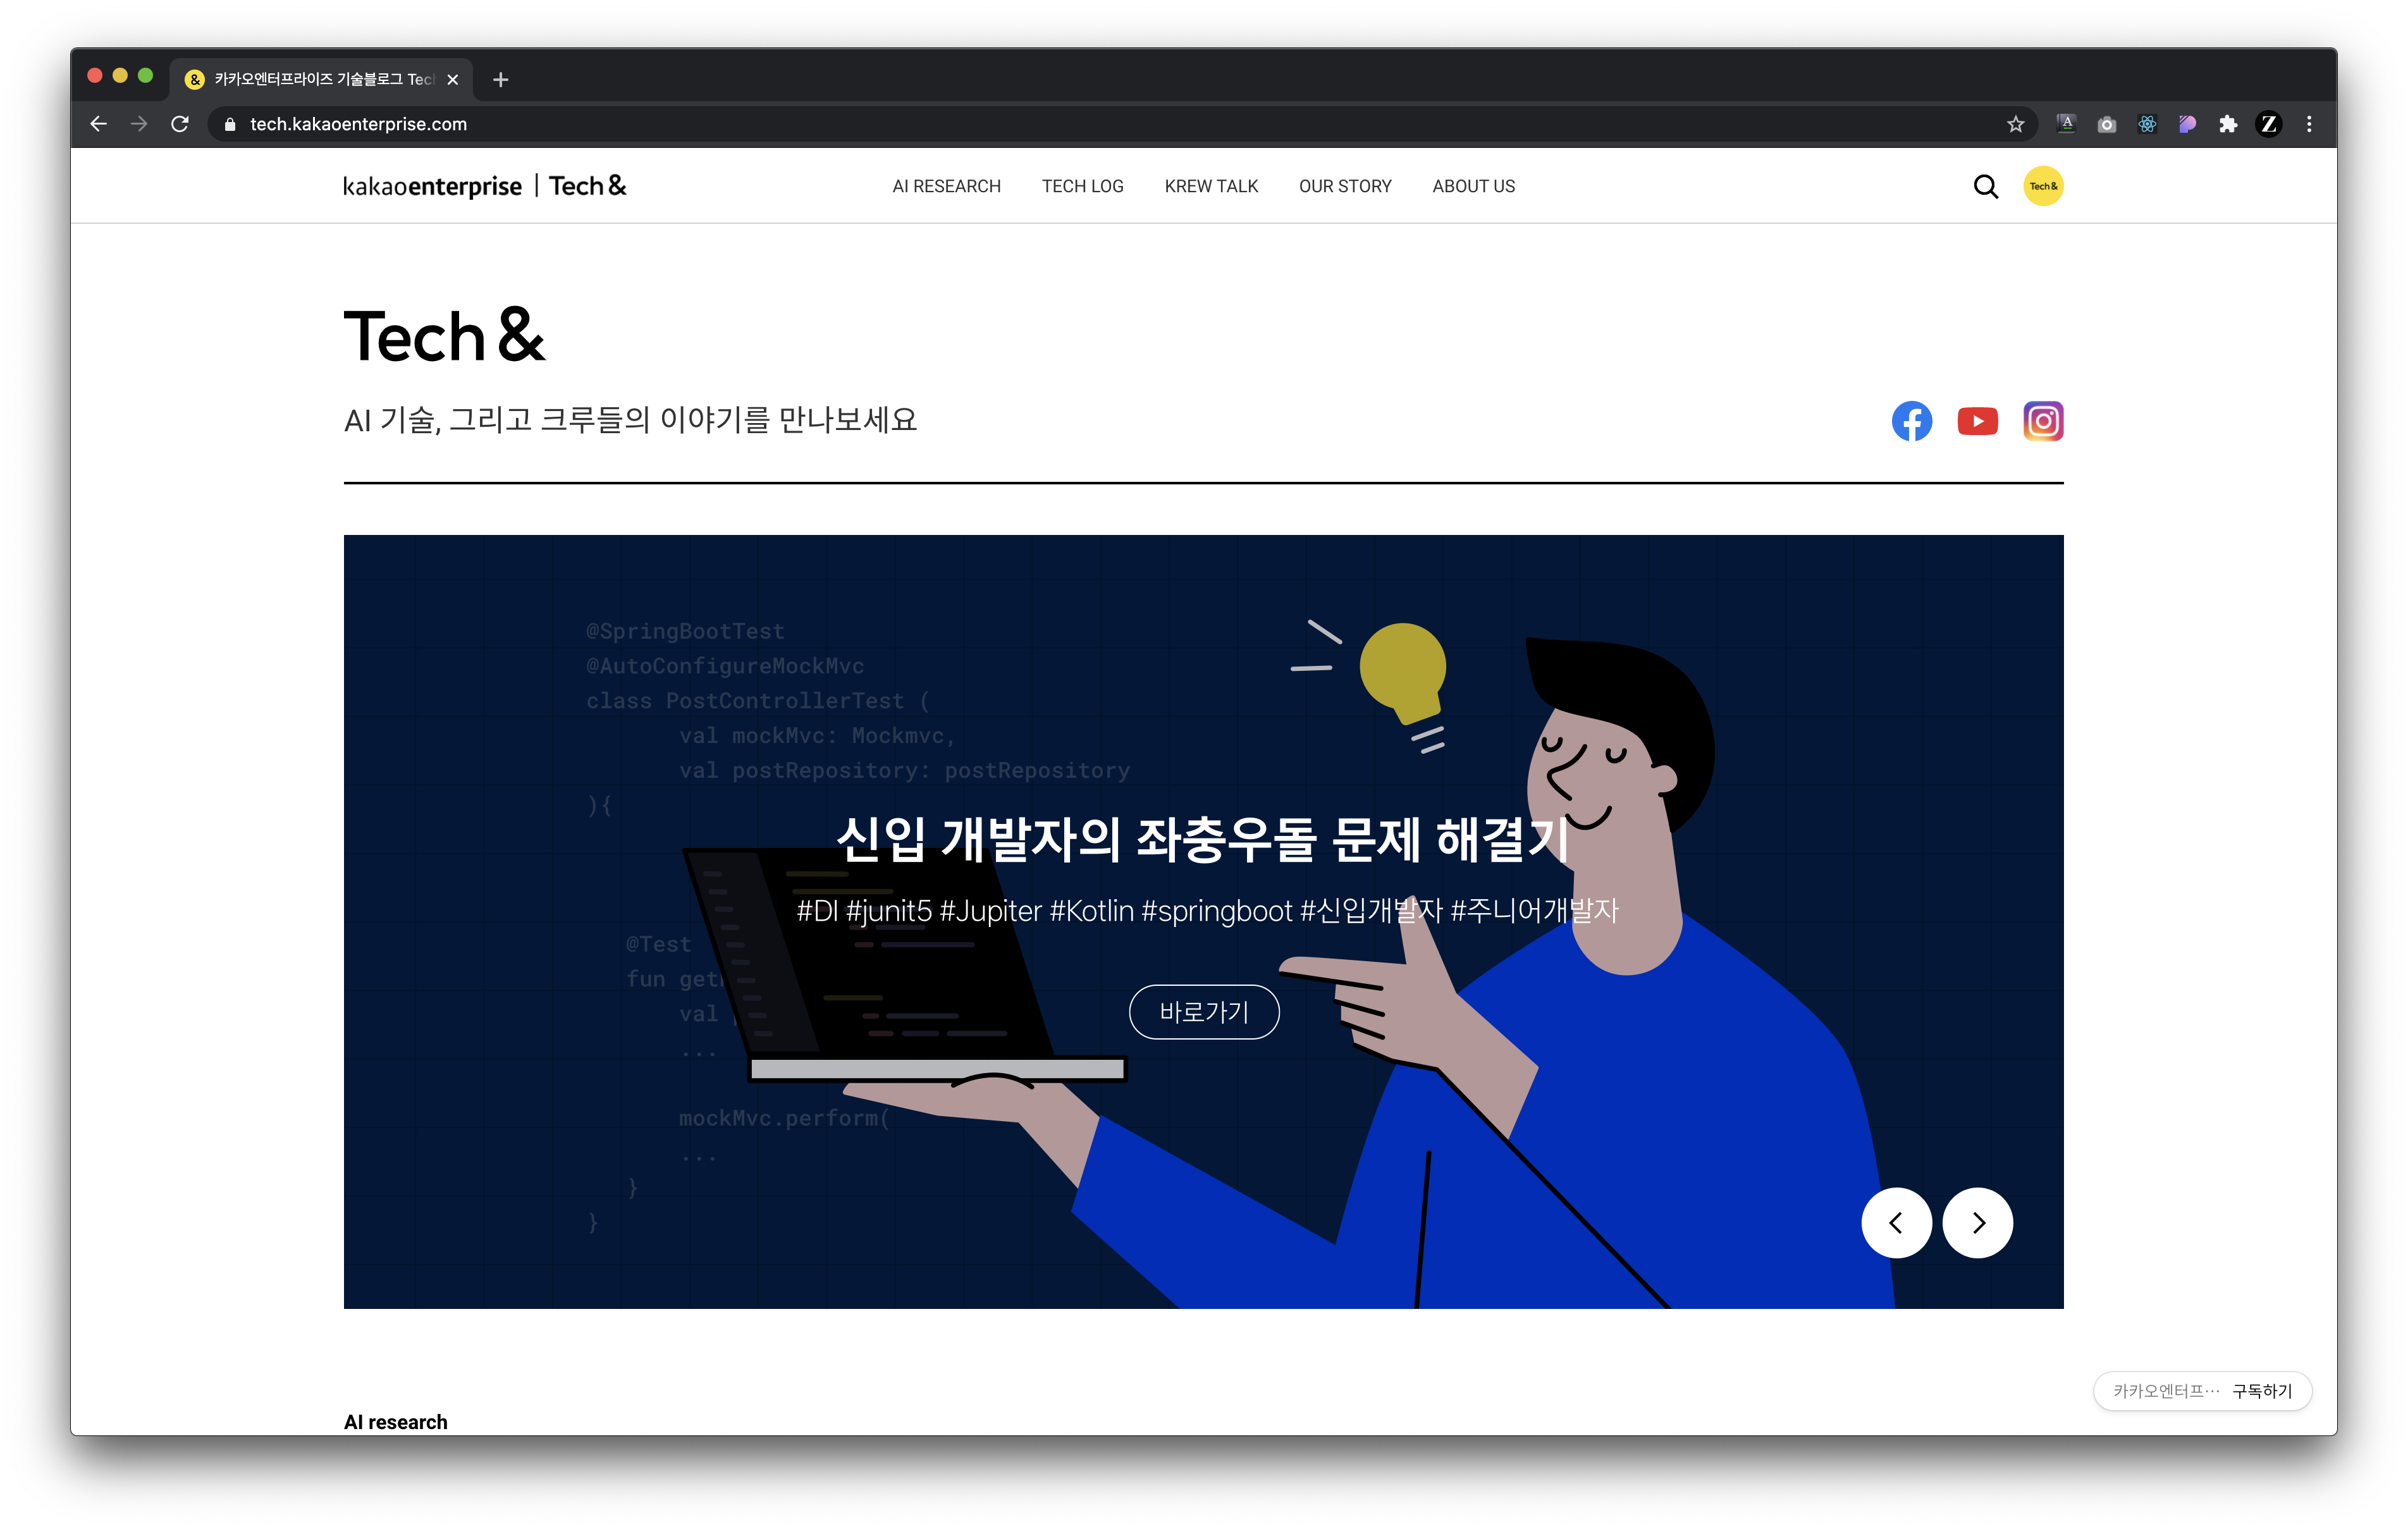 카카오엔터프라이즈 기술블로그 Tech
tech.kakaoenterprise.com
kakaoenterprise | Tech&
AI RESEARCH TECH LOG KREW TALK OUR STORY ABOUT US
Tech&
Tech &
AI 기술, 그리고 크루들의 이야기를 만나보세요
@SpringBootTest
@AutoConfigureMockMvc
class PostControllerTest (
val mockMvc: Mockmvc,
val postRepository: postRepository
){
신입 개발자의 좌충우돌 문제 해결기
#DI #junit5 #Jupiter #Kotlin #springboot #신입개발자 #주니어개발자
@Test
fun get
val
바로가기
...
mockMvc.perform(
...
}
}
카카오엔터프··· 구독하기
AI research